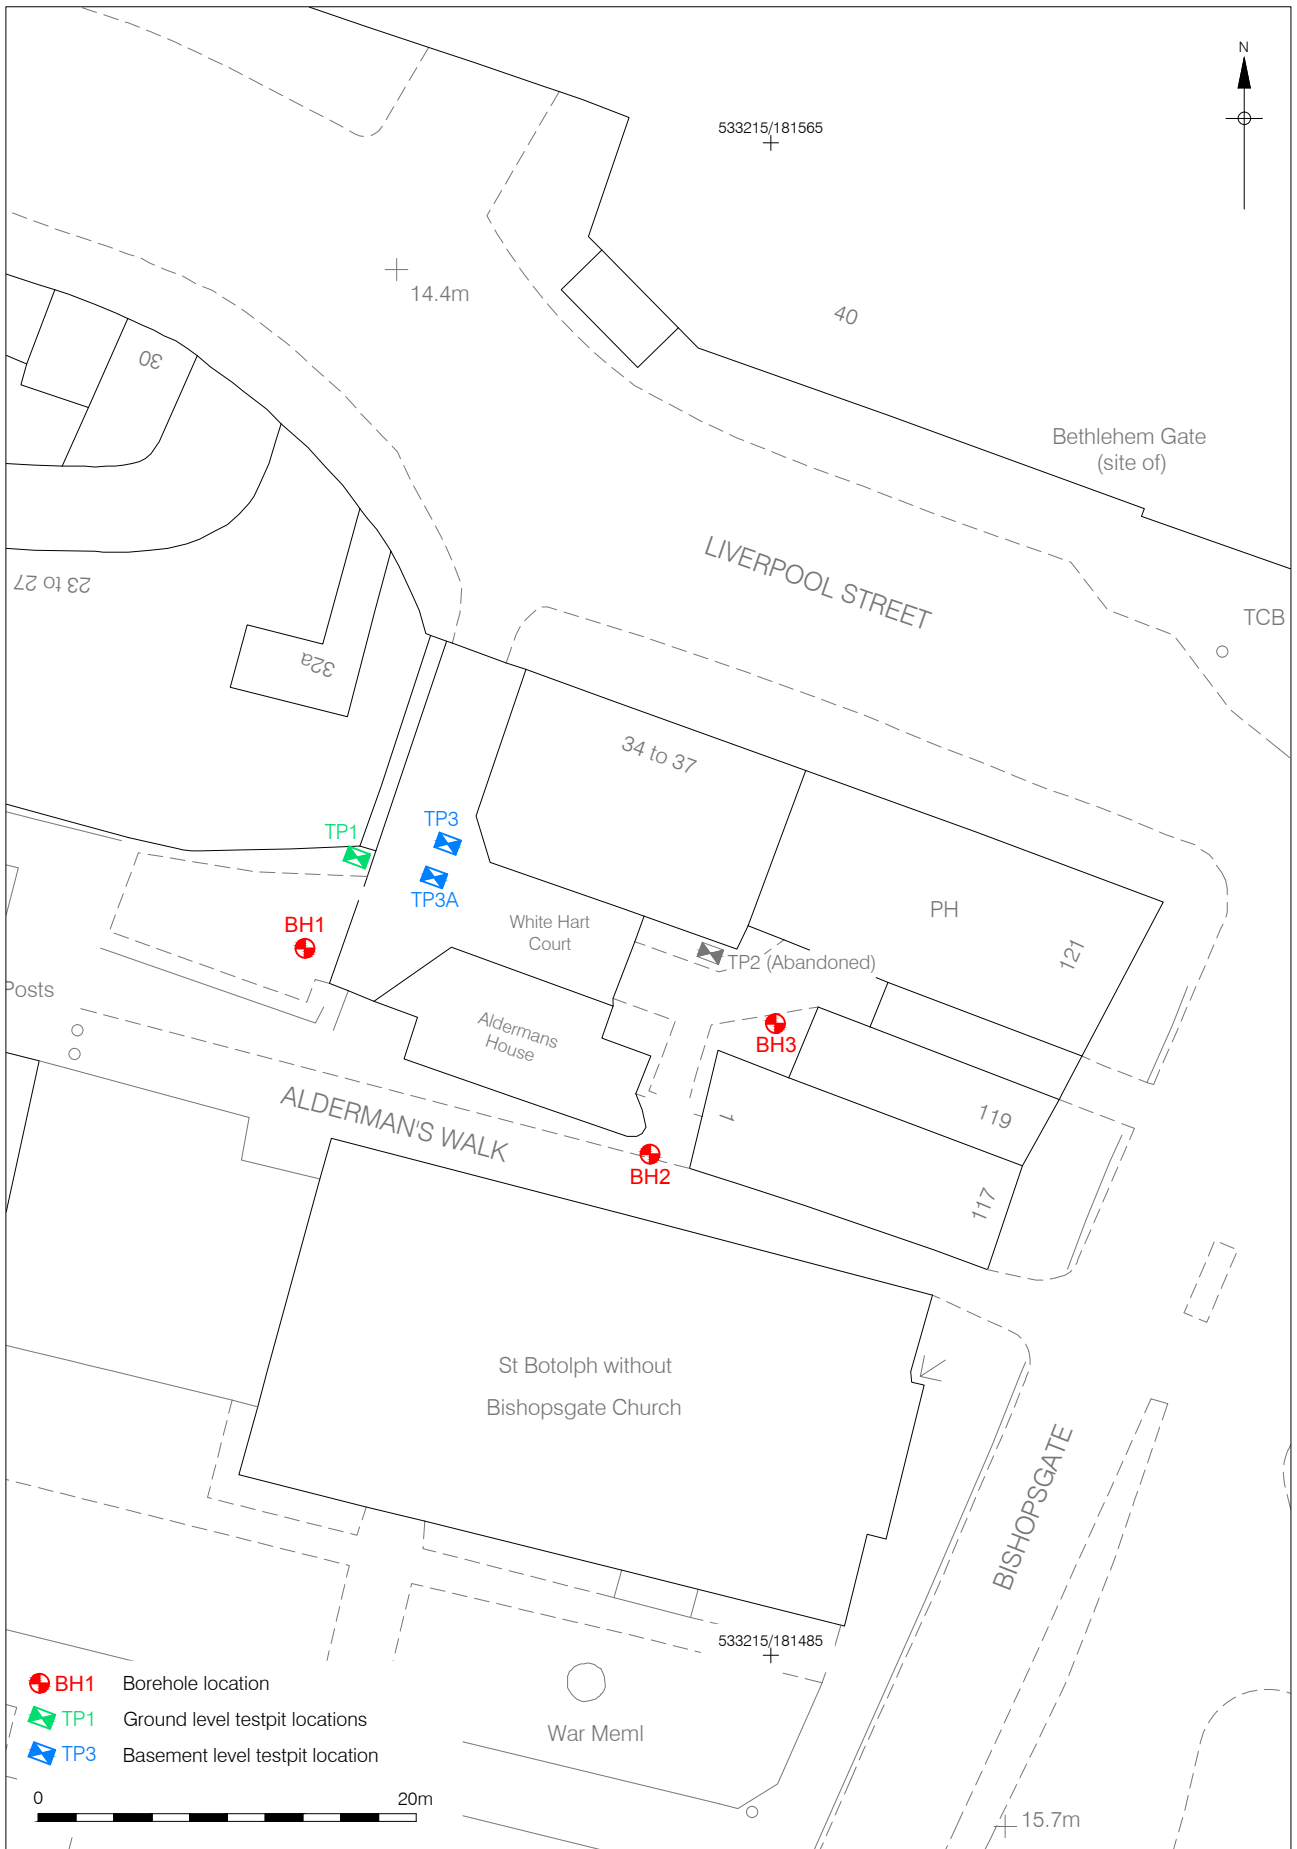 N
533215/181565
14.4m
40
30
Bethlehem Gate
(site of)
LIVERPOOL STREET
23 to 27
TCB
32a
34 to 37
TP3
TP1
TP3A
PH
White Hart
Court
BH1
121
TP2 (Abandoned)
Posts
Aldermans
House
BH3
ALDERMAN'S WALK
1
119
BH2
117
St Botolph without
Bishopsgate Church
BISHOPSGATE
533215/181485
BH1 Borehole location
TP1 Ground level testpit locations
War Meml
TP3 Basement level testpit location
0 20m
15.7m